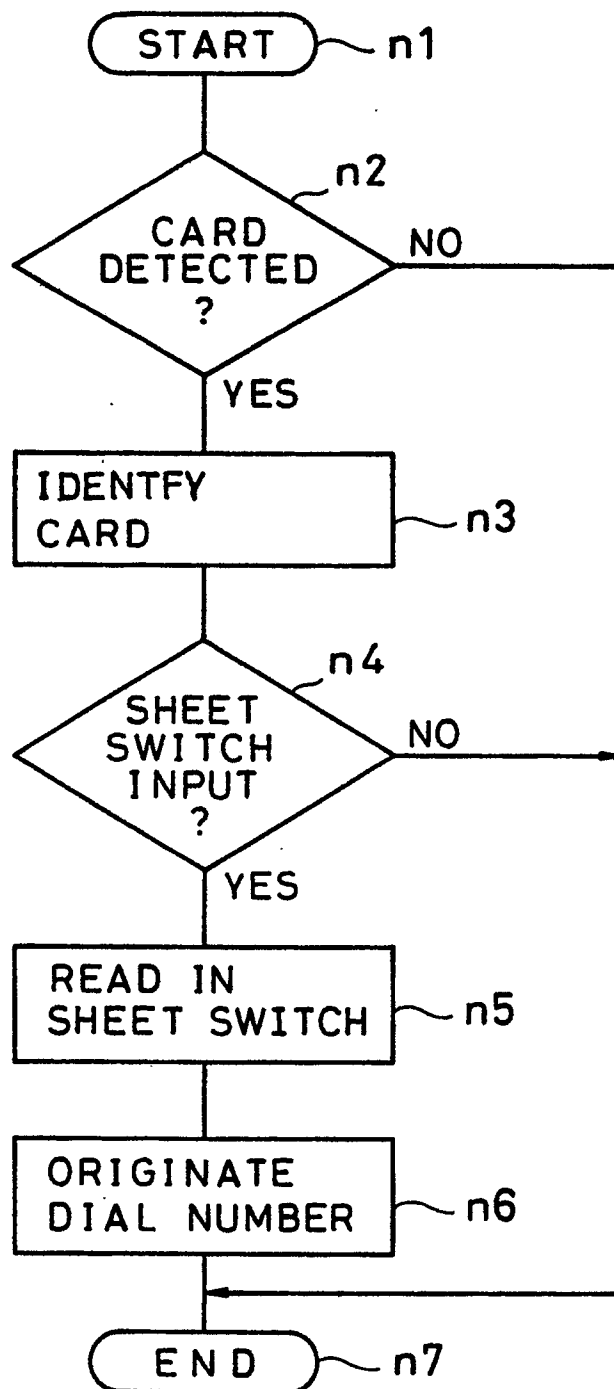 START n1
n2
CARD
DETECTED
?
NO
YES
IDENTFY
CARD
n3
n4
SHEET
SWITCH
INPUT
?
NO
YES
READ IN
SHEET SWITCH
n5
ORIGINATE
DIAL NUMBER
n6
END n7